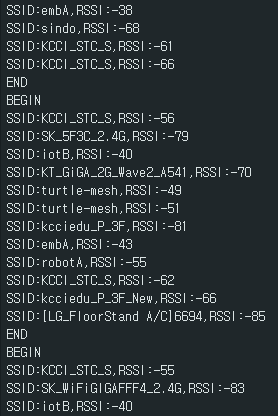 SSID:embA,RSSI:-38
SSID:sindo,RSSI:-68
SSID:KCCI_STC_S,RSSI:-61
SSID:KCCI_STC_S,RSSI:-66
END
BEGIN
SSID:KCCI_STC_S,RSSI:-56
SSID:SK_5F3C_2.4G,RSSI:-79
SSID:iotB,RSSI:-40
SSID:KT_GiGA_2G_Wave2_A541,RSSI:-70
SSID:turtle-mesh,RSSI:-49
SSID:turtle-mesh,RSSI:-51
SSID:kcciedu_P_3F,RSSI:-81
SSID:embA,RSSI:-43
SSID:robotA,RSSI:-55
SSID:KCCI_STC_S,RSSI:-62
SSID:kcciedu_P_3F_New,RSSI:-66
SSID:[LG_FloorStand A/C]6694,RSSI:-85
END
BEGIN
SSID:KCCI_STC_S,RSSI:-55
SSID:SK_WiFiGIGAFFF4_2.4G,RSSI:-83
SSID:iotB,RSSI:-40